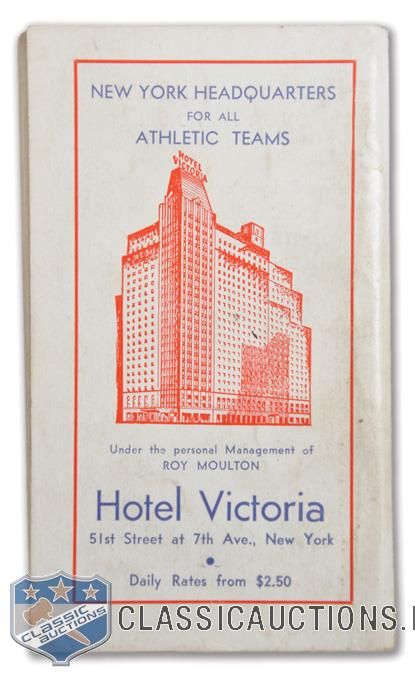 NEW YORK HEADQUARTERS
FOR ALL
ATHLETIC TEAMS
HOTEL
VICTORIA
Under the personal Management of
ROY MOULTON
Hotel Victoria
51st Street at 7th Ave., New York
Daily Rates from $2.50
CLASSIC
AUCTIONS
CLASSICAUCTIONS.